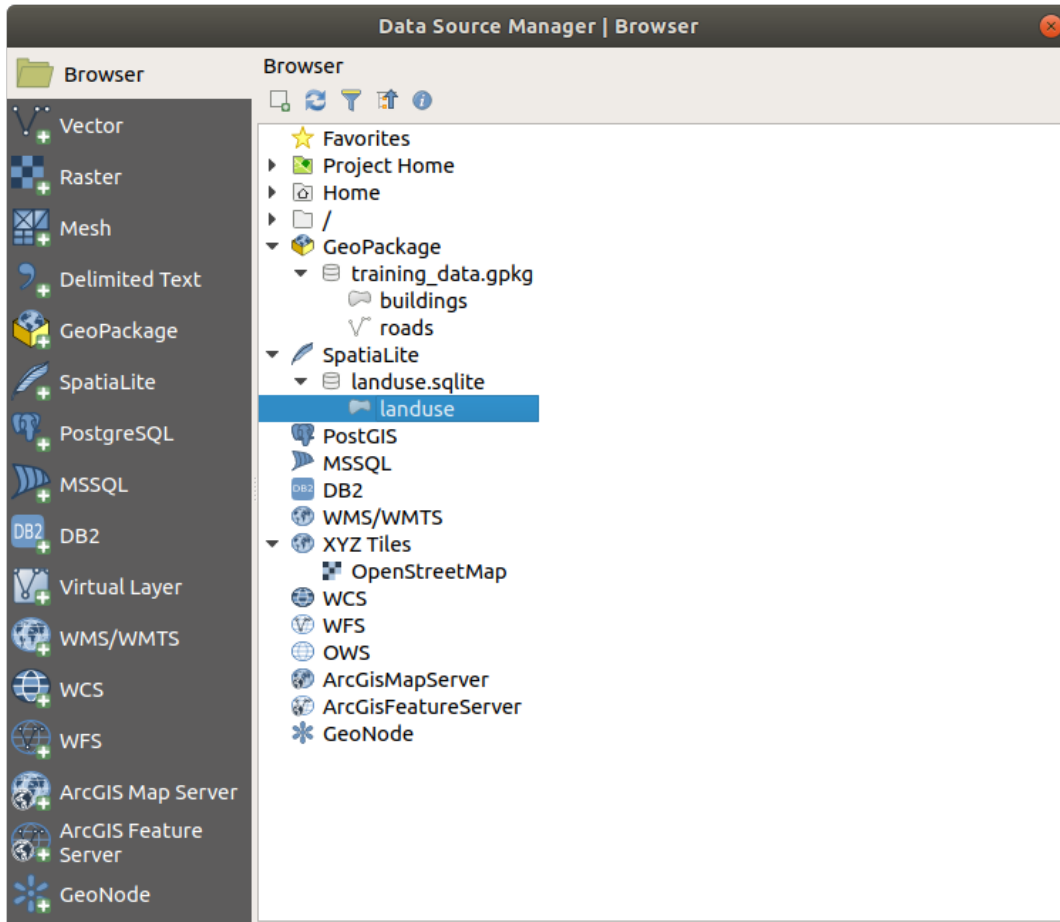 Data Source Manager | Browser
Browser
Vector
Raster
Mesh
Delimited Text
GeoPackage
SpatiaLite
PostgreSQL
MSSQL
DB2
DB2
Virtual Layer
WMS/WMTS
WCS
WFS
ArcGIS Map Server
ArcGIS Feature
Server
GeoNode
Browser
Favorites
Project Home
Home
/
GeoPackage
training_data.gpkg
buildings
roads
SpatiaLite
landuse.sqlite
landuse
PostGIS
MSSQL
DB2
DB2
WMS/WMTS
XYZ Tiles
OpenStreetMap
WCS
WFS
OWS
ArcGisMapServer
ArcGisFeatureServer
GeoNode